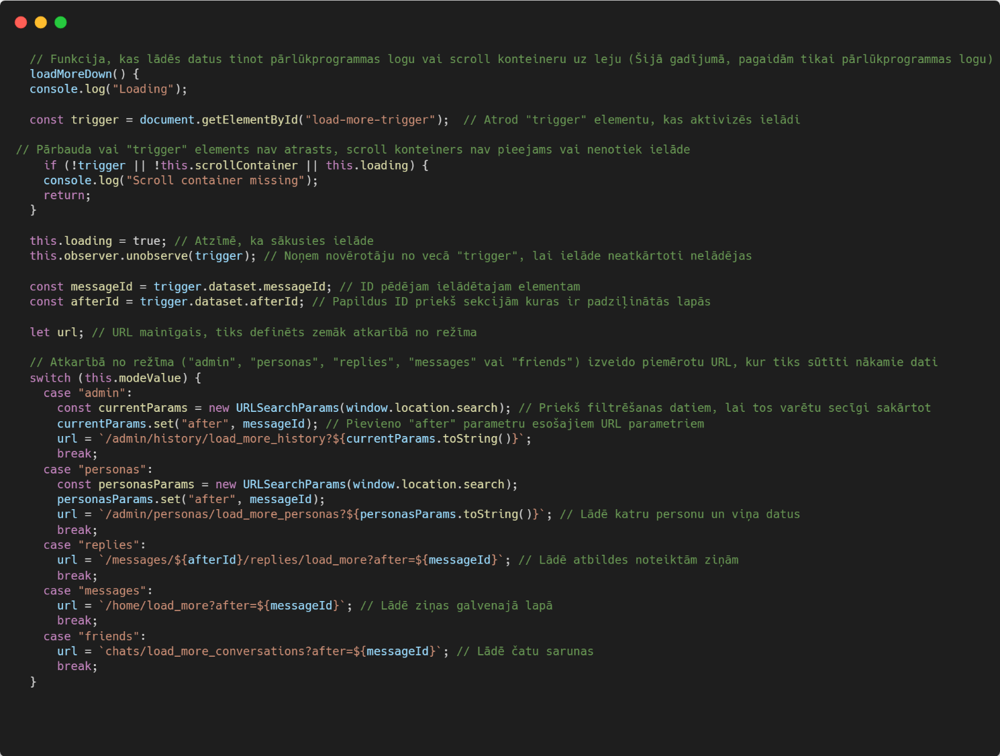 // Funkcija, kas lādēs datus tinot pārlūkprogrammas logu vai scroll konteineru uz leju (Šijā gadījumā, pagaidām tikai pārlūkprogrammas logu)
loadMoreDown() {
console.log("Loading");
const trigger = document.getElementById("load-more-trigger");  // Atrod "trigger" elementu, kas aktivizēs ielādi
// Pārbauda vai "trigger" elements nav atrasts, scroll konteiners nav pieejams vai nenotiek ielāde
if (!trigger || !this.scrollContainer || this.loading) {
console.log("Scroll container missing");
return;
}
this.loading = true; // Atzīmē, ka sākusies ielāde
this.observer.unobserve(trigger); // Noņem novērotāju no vecā "trigger", lai ielāde neatkārtoti nelādējas
const messageId = trigger.dataset.messageId; // ID pēdējam ielādētajam elementam
const afterId = trigger.dataset.afterId; // Papildus ID priekš sekcijām kuras ir padziļinātās lapās
let url; // URL mainīgais, tiks definēts zemāk atkarībā no režīma
// Atkarībā no režīma ("admin", "personas", "replies", "messages" vai "friends") izveido piemērotu URL, kur tiks sūtīti nākamie dati
switch (this.modeValue) {
case "admin":
const currentParams = new URLSearchParams(window.location.search); // Priekš filtrēšanas datiem, lai tos varētu secīgi sakārtot
currentParams.set("after", messageId); // Pievieno "after" parametru esošajiem URL parametriem
url = `/admin/history/load_more_history?${currentParams.toString()}`;
break;
case "personas":
const personasParams = new URLSearchParams(window.location.search);
personasParams.set("after", messageId);
url = `/admin/personas/load_more_personas?${personasParams.toString()}`; // Lādē katru personu un viņa datus
break;
case "replies":
url = `/messages/${afterId}/replies/load_more?after=${messageId}`; // Lādē atbildes noteiktām ziņām
break;
case "messages":
url = `/home/load_more?after=${messageId}`; // Lādē ziņas galvenajā lapā
break;
case "friends":
url = `chats/load_more_conversations?after=${messageId}`; // Lādē čatu sarunas
break;
}